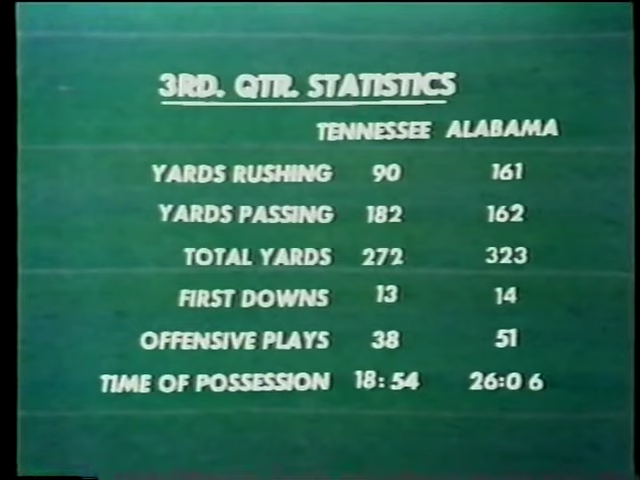 3RD. QTR. STATISTICS
TENNESSEE ALABAMA
YARDS RUSHING 90 161
YARDS PASSING 182 162
TOTAL YARDS 272 323
FIRST DOWNS 13 14
OFFENSIVE PLAYS 38 51
TIME OF POSSESSION 18:54 26:06